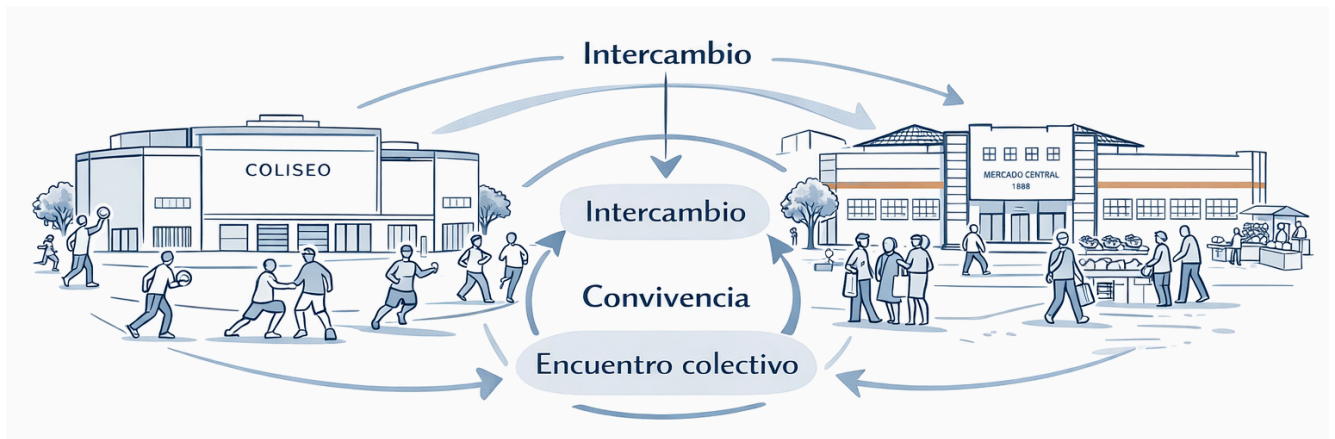 Intercambio
COLISEO
MERCADO CENTRAL
1888
Intercambio
Convivencia
Encuentro colectivo